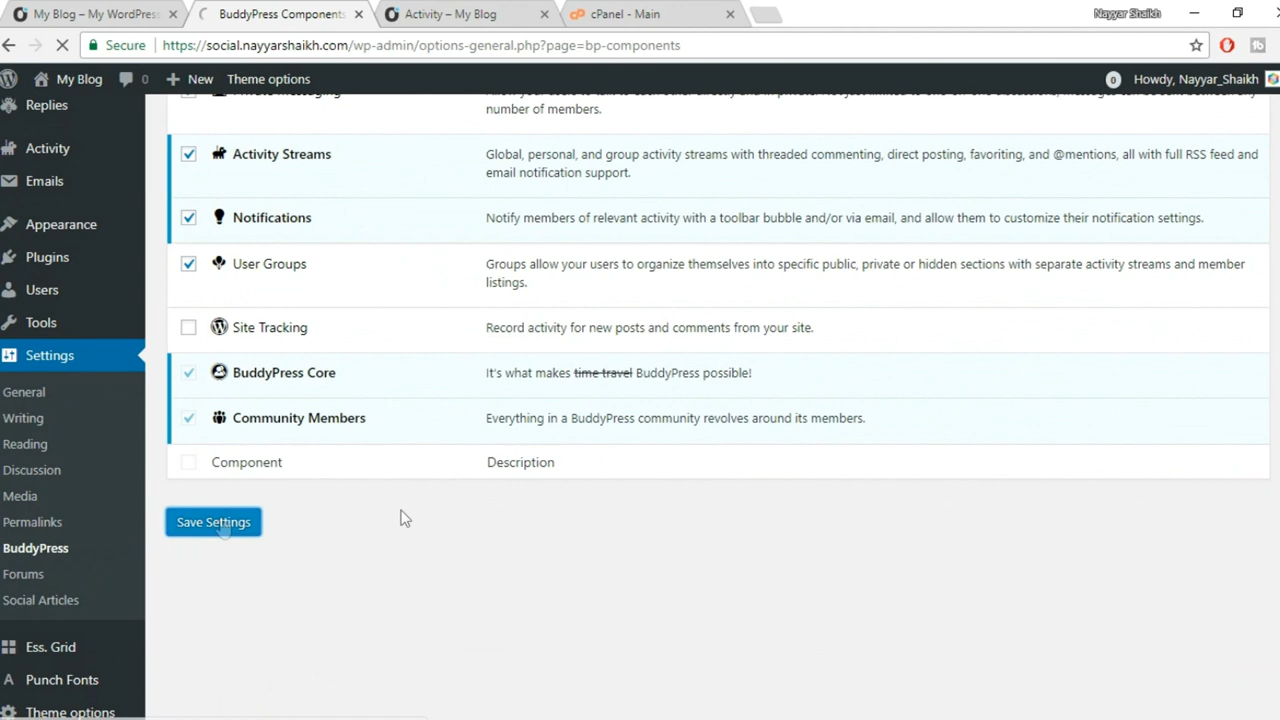 My Blog – My WordPress
BuddyPress Components
Activity – My Blog
cPanel - Main
Nayyar Shaikh
Secure
https://social.nayyarshaikh.com/wp-admin/options-general.php?page=bp-components
My Blog
0
New
Theme options
0
Howdy, Nayyar_Shaikh
Replies
Activity
Emails
Appearance
Plugins
Users
Tools
Settings
General
Writing
Reading
Discussion
Media
Permalinks
BuddyPress
Forums
Social Articles
Ess. Grid
Punch Fonts
Theme options
number of members.
Activity Streams
Global, personal, and group activity streams with threaded commenting, direct posting, favoriting, and @mentions, all with full RSS feed and
email notification support.
Notifications
Notify members of relevant activity with a toolbar bubble and/or via email, and allow them to customize their notification settings.
User Groups
Groups allow your users to organize themselves into specific public, private or hidden sections with separate activity streams and member
listings.
Site Tracking
Record activity for new posts and comments from your site.
BuddyPress Core
It's what makes time travel BuddyPress possible!
Community Members
Everything in a BuddyPress community revolves around its members.
Component
Description
Save Settings